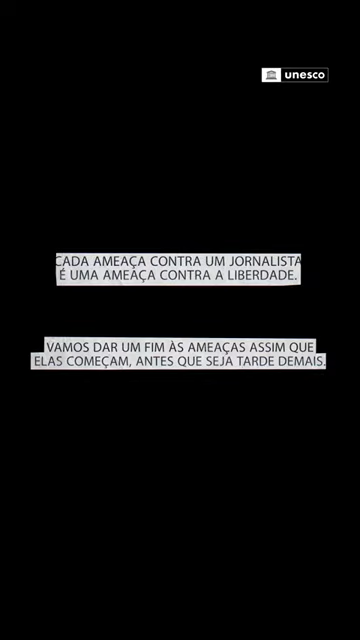 unesco
CADA AMEAÇA CONTRA UM JORNALISTA
É UMA AMEAÇA CONTRA A LIBERDADE.
VAMOS DAR UM FIM ÀS AMEAÇAS ASSIM QUE
ELAS COMEÇAM, ANTES QUE SEJA TARDE DEMAIS.